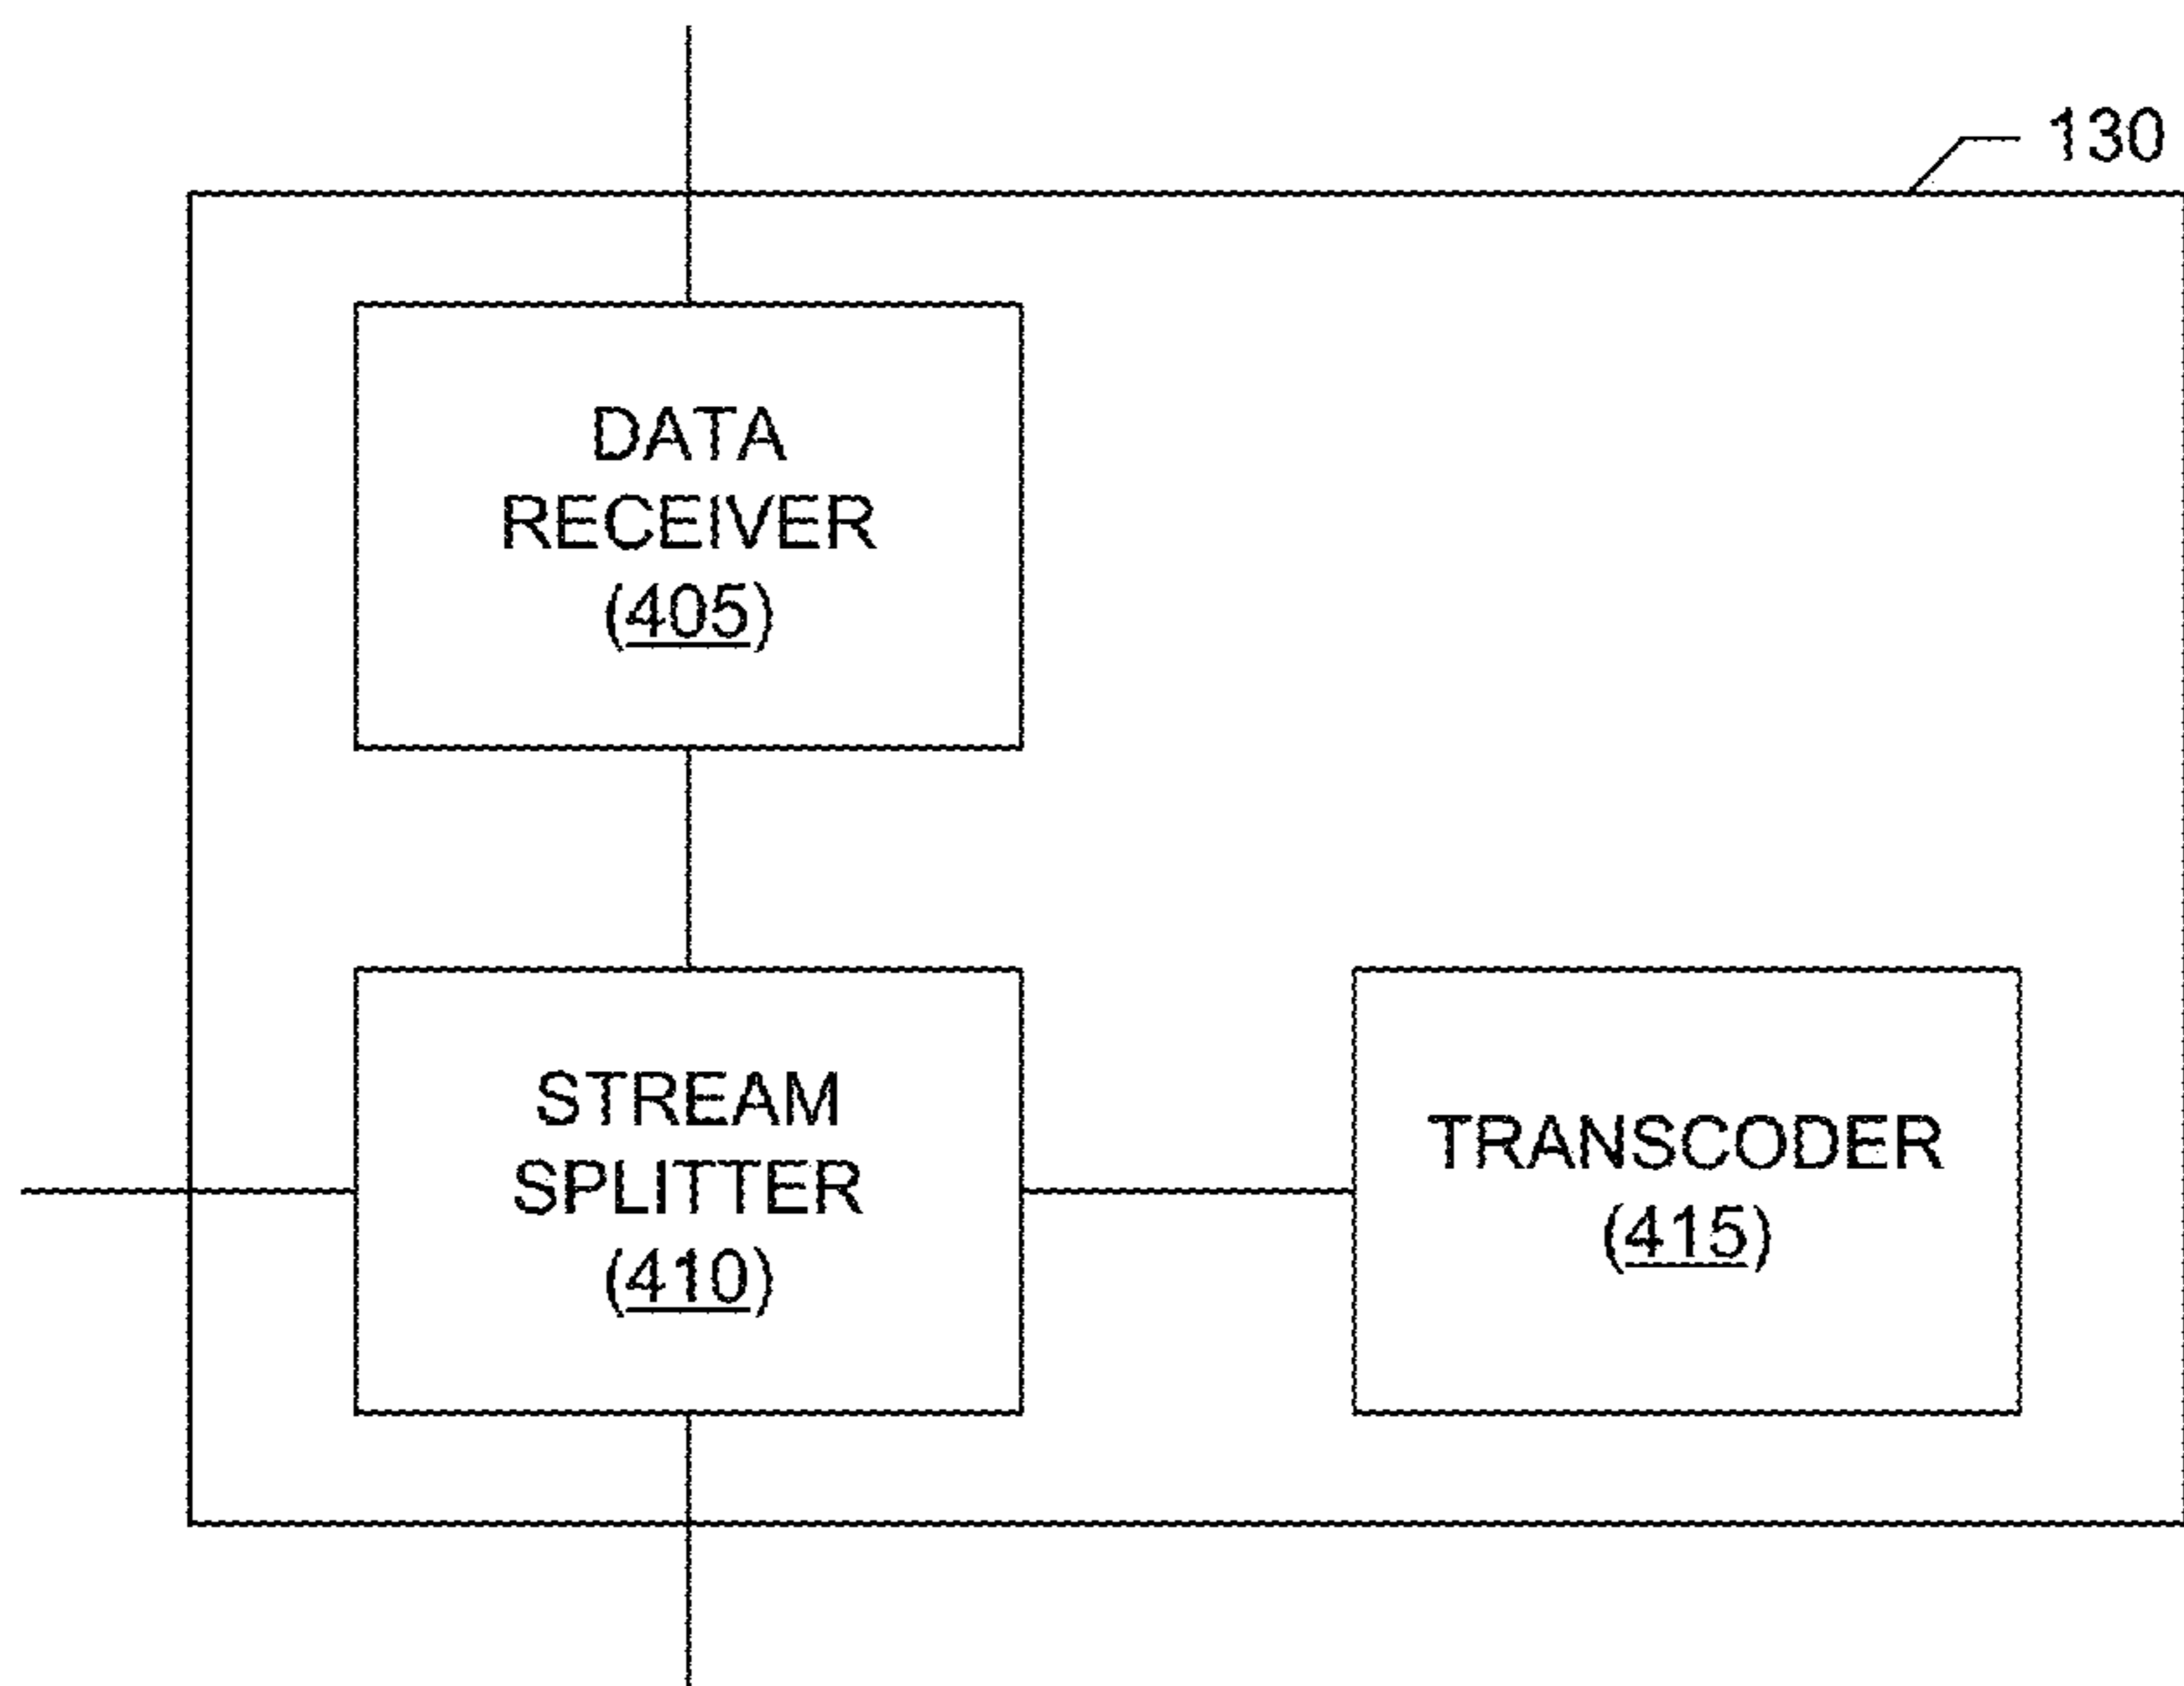 130
DATA
RECEIVER
(405)
STREAM
SPLITTER
(410)
TRANSCODER
(415)